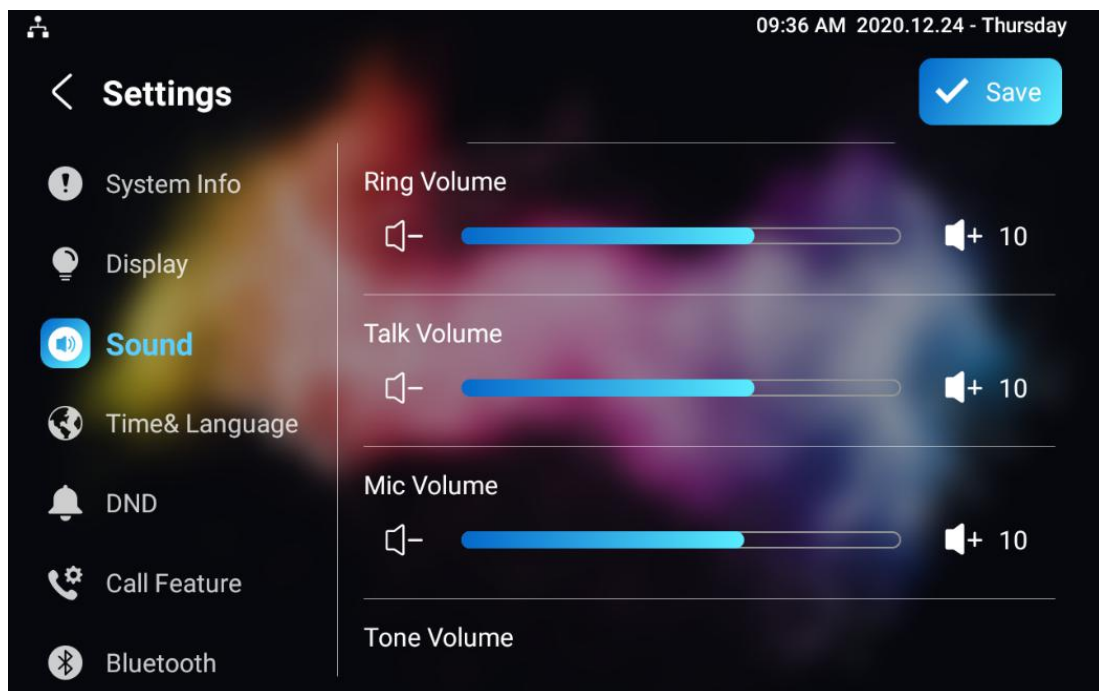 09:36 AM 2020.12.24 - Thursday
Settings
Save
System Info
Display
Sound
Time& Language
DND
Call Feature
Bluetooth
Ring Volume
10
Talk Volume
10
Mic Volume
10
Tone Volume